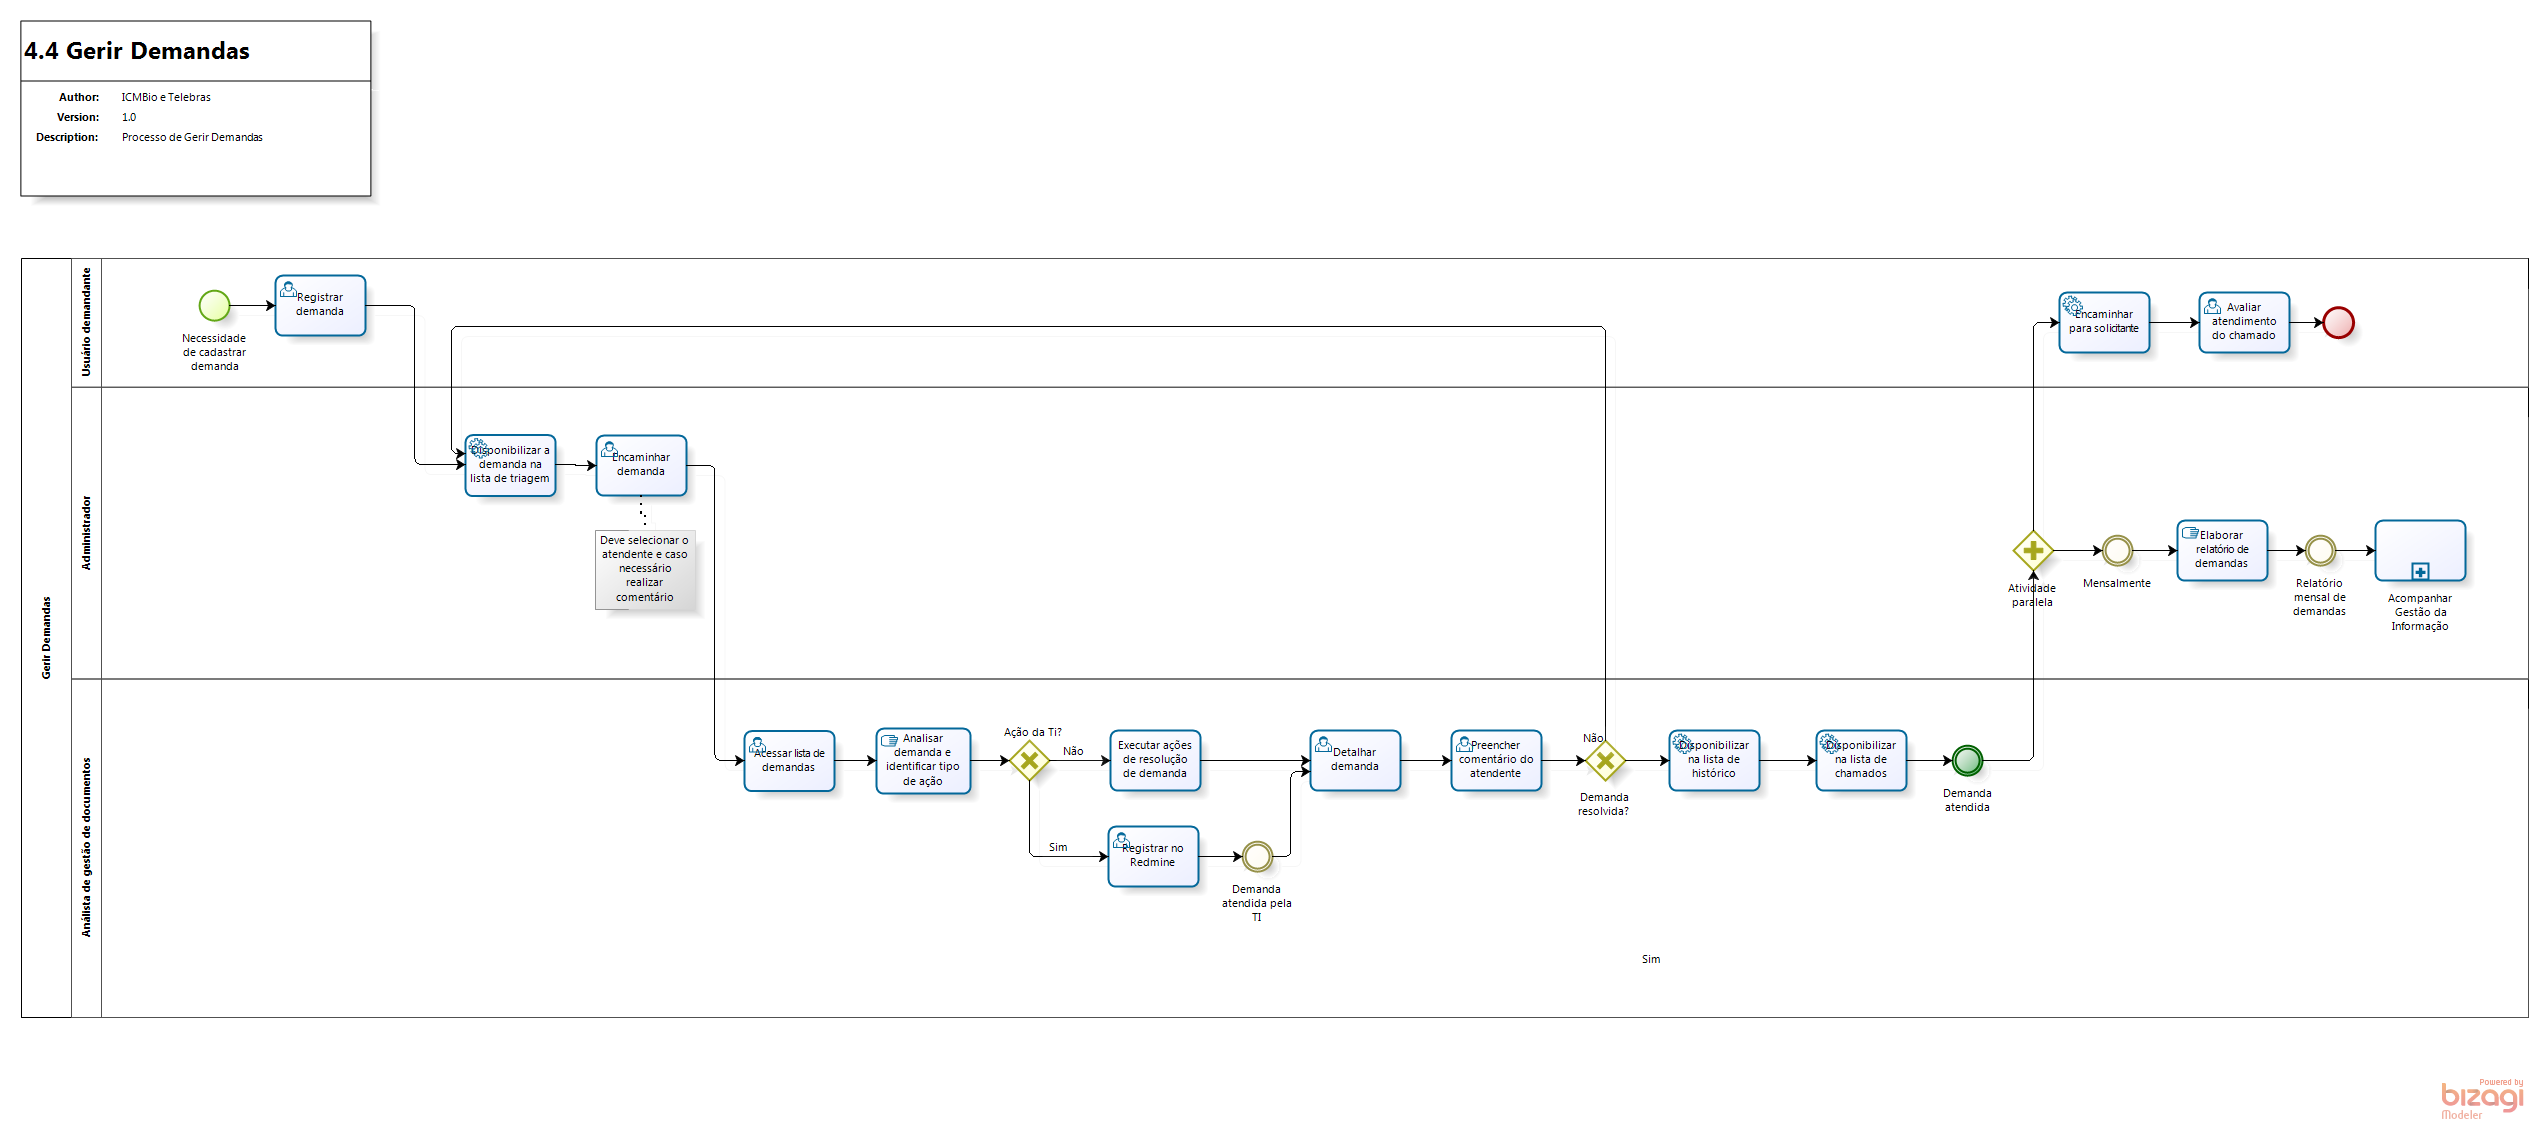 4.4 Gerir Demandas
Author: ICMBio e Telebras
Version: 1.0
Description: Processo de Gerir Demandas
Gerir Demandas
Usuário demandante
Necessidade
de cadastrar
demanda
Registrar
demanda
Encaminhar
para solicitante
Avaliar
atendimento
do chamado
Administrador
Disponibilizar a
demanda na
lista de triagem
Encaminhar
demanda
Deve selecionar o
atendente e caso
necessário
realizar
comentário
Atividade
paralela
Mensalmente
Elaborar
relatório de
demandas
Relatório
mensal de
demandas
Acompanhar
Gestão da
Informação
Análista de gestão de documentos
Acessar lista de
demandas
Analisar
demanda e
identificar tipo
de ação
Ação da Ti?
Não
Sim
Executar ações
de resolução
de demanda
Registrar no
Redmine
Demanda
atendida pela
TI
Detalhar
demanda
Preencher
comentário do
atendente
Não
Demanda
resolvida?
Sim
Disponibilizar
na lista de
histórico
Disponibilizar
na lista de
chamados
Demanda
atendida
Powered by
bizagi
Modeler